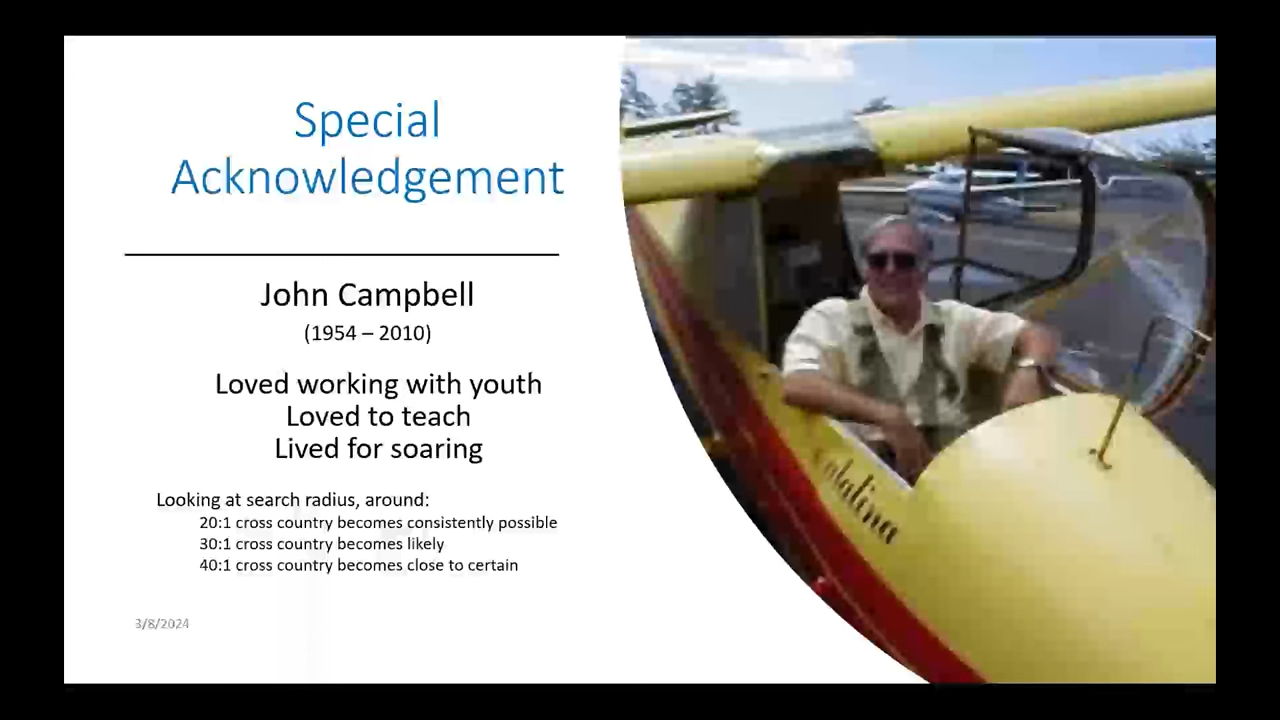 Special
Acknowledgement
John Campbell
(1954 – 2010)
Loved working with youth
Loved to teach
Lived for soaring
Looking at search radius, around:
20:1 cross country becomes consistently possible
30:1 cross country becomes likely
40:1 cross country becomes close to certain
3/8/2024